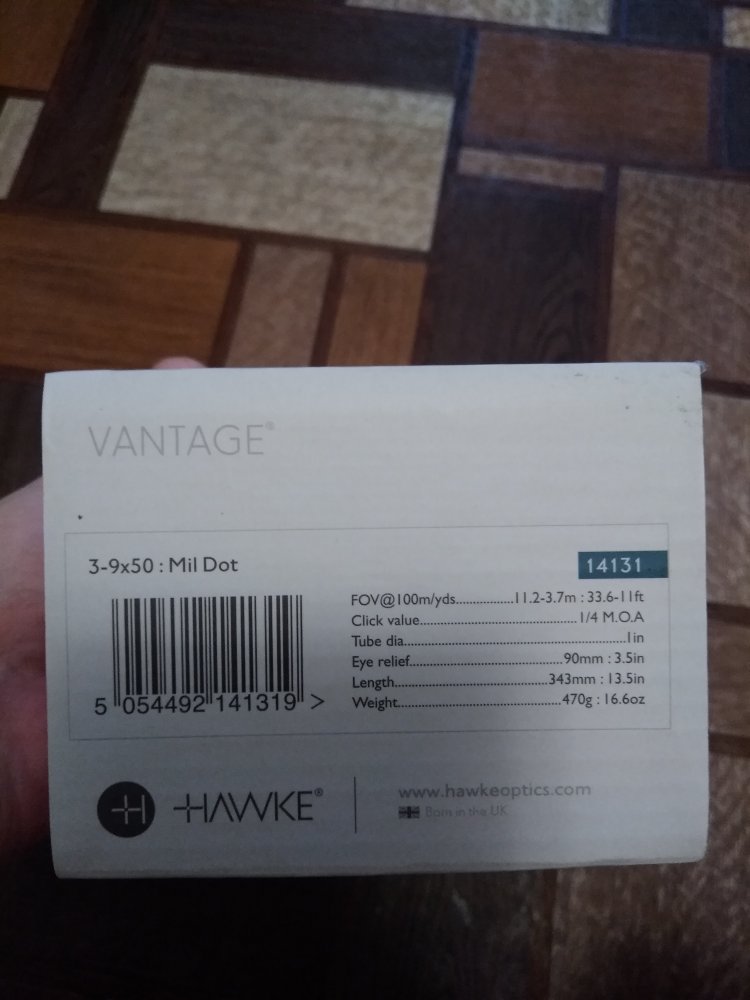 VANTAGE®
3-9x50 : Mil Dot
14131
FOV@100m/yds.................11.2-3.7m : 33.6-11ft
Click value..............................................1/4 M.O.A
Tube dia................................................................1in
Eye relief............................................90mm : 3.5in
Length............................................343mm : 13.5in
Weight...............................................470g : 16.6oz
5 054492 141319 >
H HAWKE®
www.hawkeoptics.com
Born in the UK